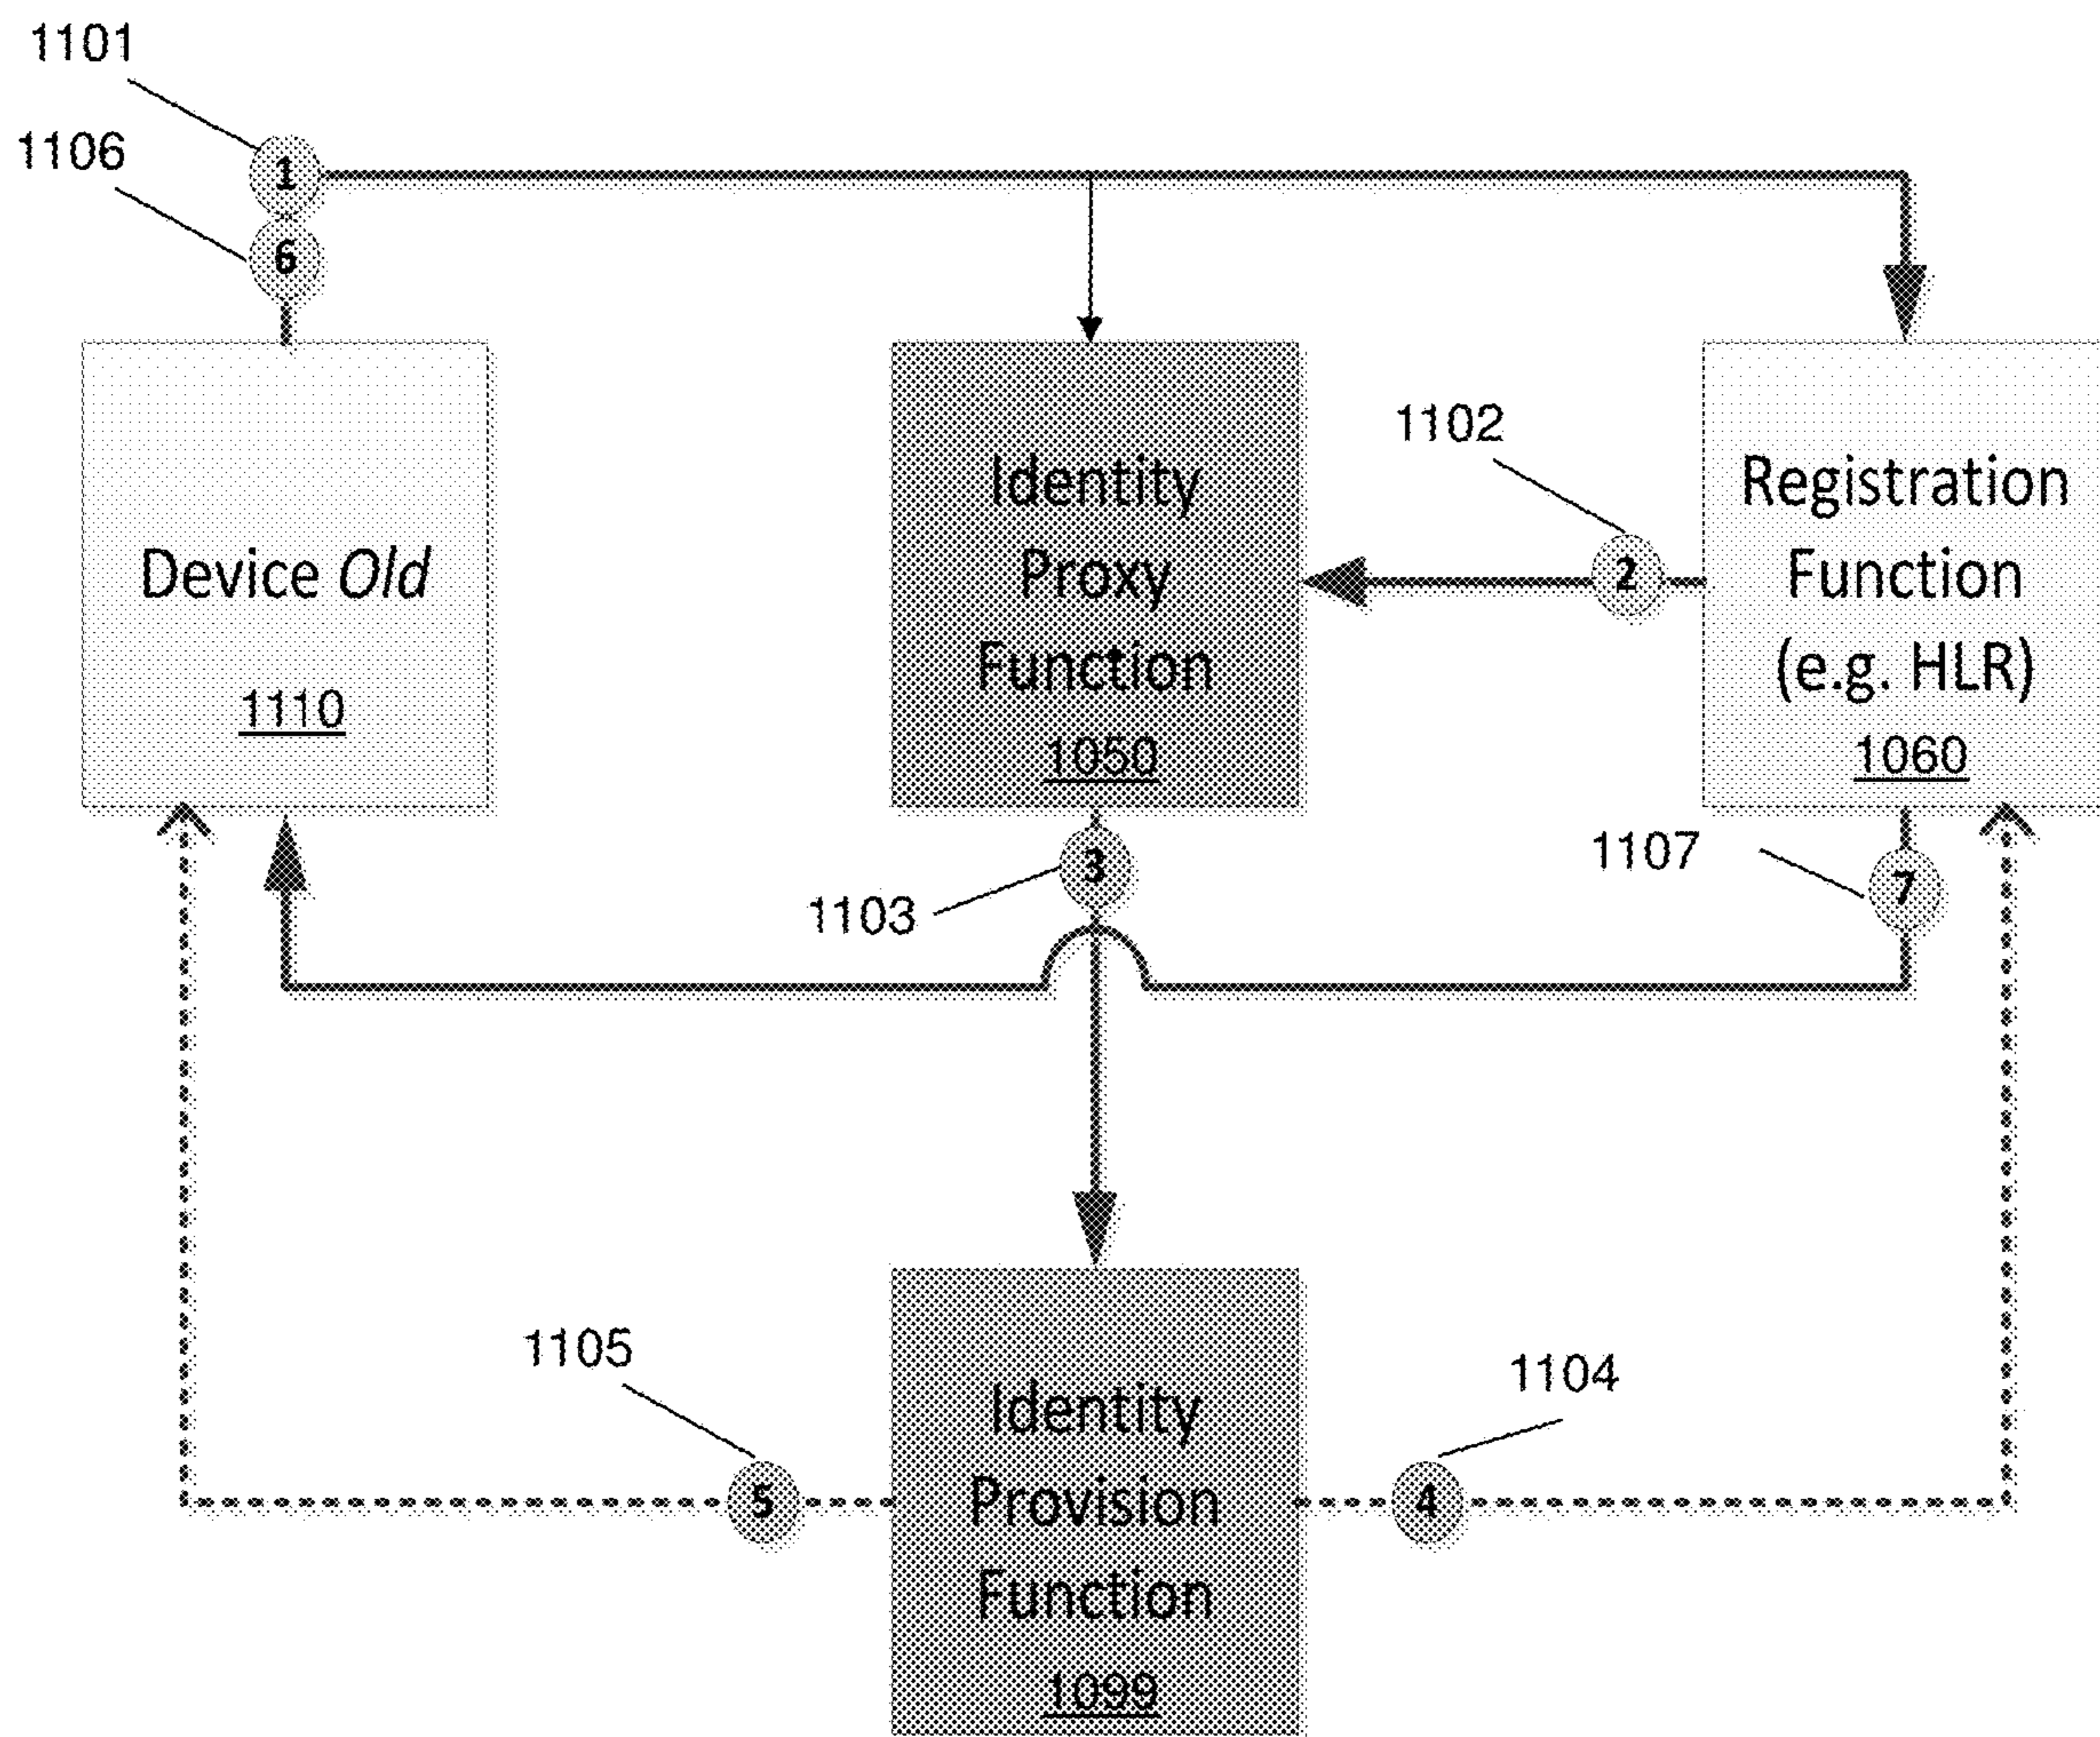 1101
1106
1
6
1102
2
Device Old
1110
Identity
Proxy
Function
1050
Registration
Function
(e.g. HLR)
1060
3
1103
1107
7
1105
5
1104
4
Identity
Provision
Function
1099